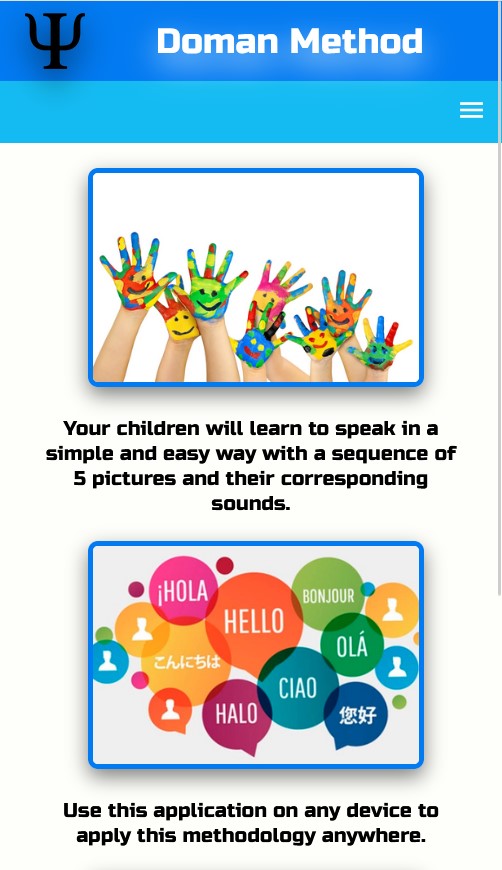 Ψ
Doman Method
Your children will learn to speak in a
simple and easy way with a sequence of
5 pictures and their corresponding
sounds.
¡HOLA
HELLO
BONJOUR
こんにちは
OLÁ
CIAO
HALO
您好
Use this application on any device to
apply this methodology anywhere.